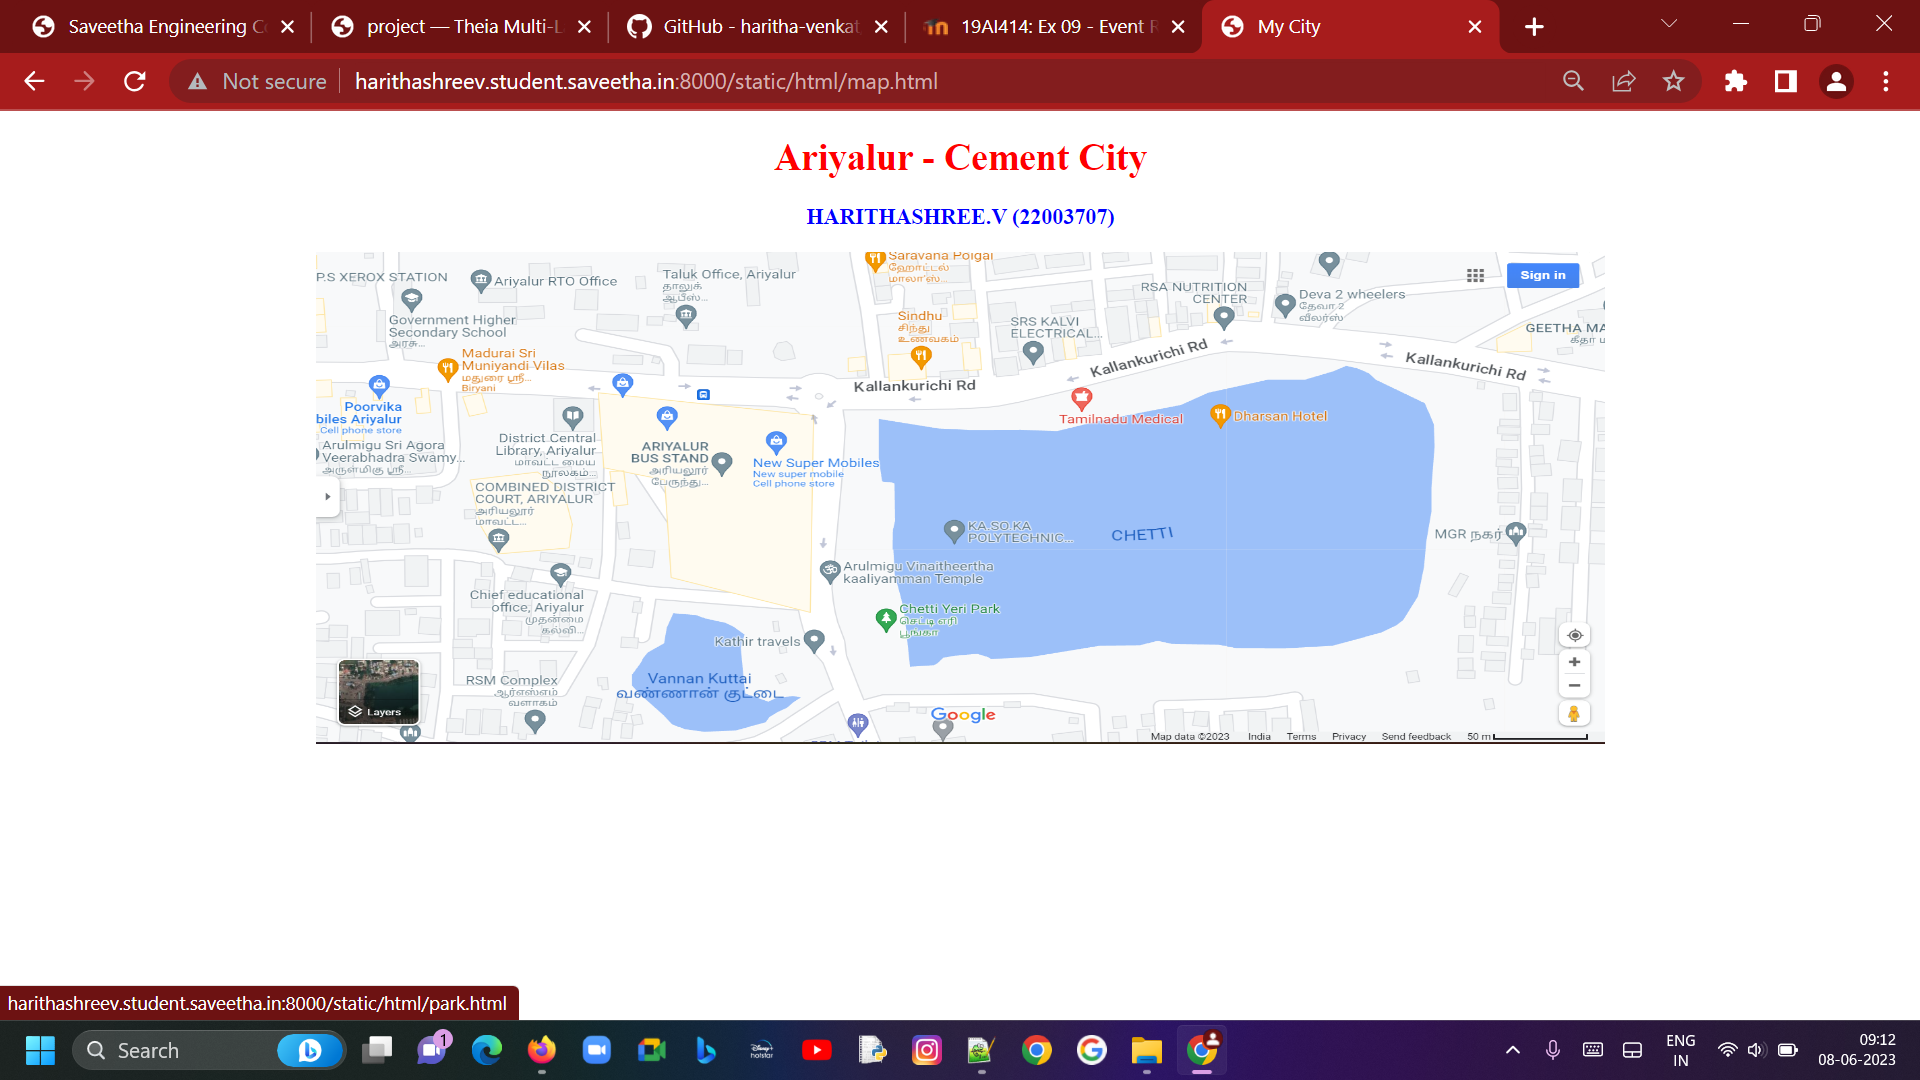 Saveetha Engineering C
project — Theia Multi-L
GitHub - haritha-venkat
19AI414: Ex 09 - Event R
My City
Not secure
harithashreev.student.saveetha.in:8000/static/html/map.html
Ariyalur - Cement City
HARITHASHREE.V (22003707)
P.S XEROX STATION
Ariyalur RTO Office
Taluk Office, Ariyalur
தாலுக்
ஆபீஸ்...
Saravana Polgal
ஹோட்டல்
மாலாஸ்...
RSA NUTRITION
CENTER
Deva 2 wheelers
தேவா 2
வீலர்ஸ்
Sign in
Government Higher
Secondary School
அரசு...
Sindhu
சிந்து
உணவகம்
SRS KALVI
ELECTRICAL...
GEETHA MA
கீதா ம
Madurai Sri
Muniyandi Vilas
மதுரை ஸ்ரீ...
Biryani
Kallankurichi Rd
Kallankurichi Rd
Kallankurichi Rd
Poorvika
biles Ariyalur
Cell phone store
Tamilnadu Medical
Dharsan Hotel
Arulmigu Sri Agora
Veerabhadra Swamy...
அருள்மிகு ஸ்ரீ...
District Central
Library, Ariyalur
மாவட்ட மைய
நூலகம்...
ARIYALUR
BUS STAND
அரியலூர்
பேருந்து...
New Super Mobiles
New super mobile
Cell phone store
COMBINED DISTRICT
COURT, ARIYALUR
அரியலூர்
மாவட்ட...
KA.SO.KA
POLYTECHNIC...
CHETTI
MGR நகர்
Arulmigu Vinaitheertha
kaaliyamman Temple
Chief educational
office, Ariyalur
முதன்மை
கல்வி...
Chetti Yeri Park
செட்டி ஏரி
பூங்கா
Kathir travels
RSM Complex
ஆர்எஸ்எம்
வளாகம்
Vannan Kuttai
வண்ணான் குட்டை
Layers
Google
Map data ©2023 India Terms Privacy Send feedback 50 m
harithashreev.student.saveetha.in:8000/static/html/park.html
Search
1
Disney+
hotstar
ENG
IN
09:12
08-06-2023